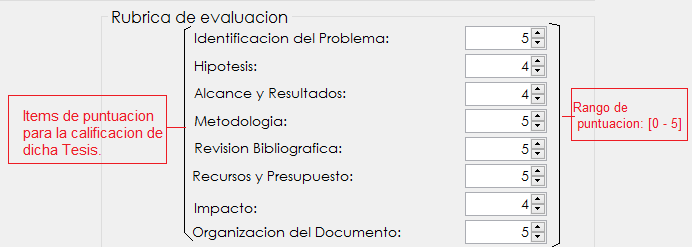 Rubrica de evaluacion
Identificacion del Problema: 5
Hipotesis: 4
Alcance y Resultados: 4
Metodologia: 5
Revision Bibliografica: 5
Recursos y Presupuesto: 5
Impacto: 4
Organizacion del Documento: 5
Items de puntuacion
para la calificacion de
dicha Tesis.
Rango de
puntuacion: [0 - 5]